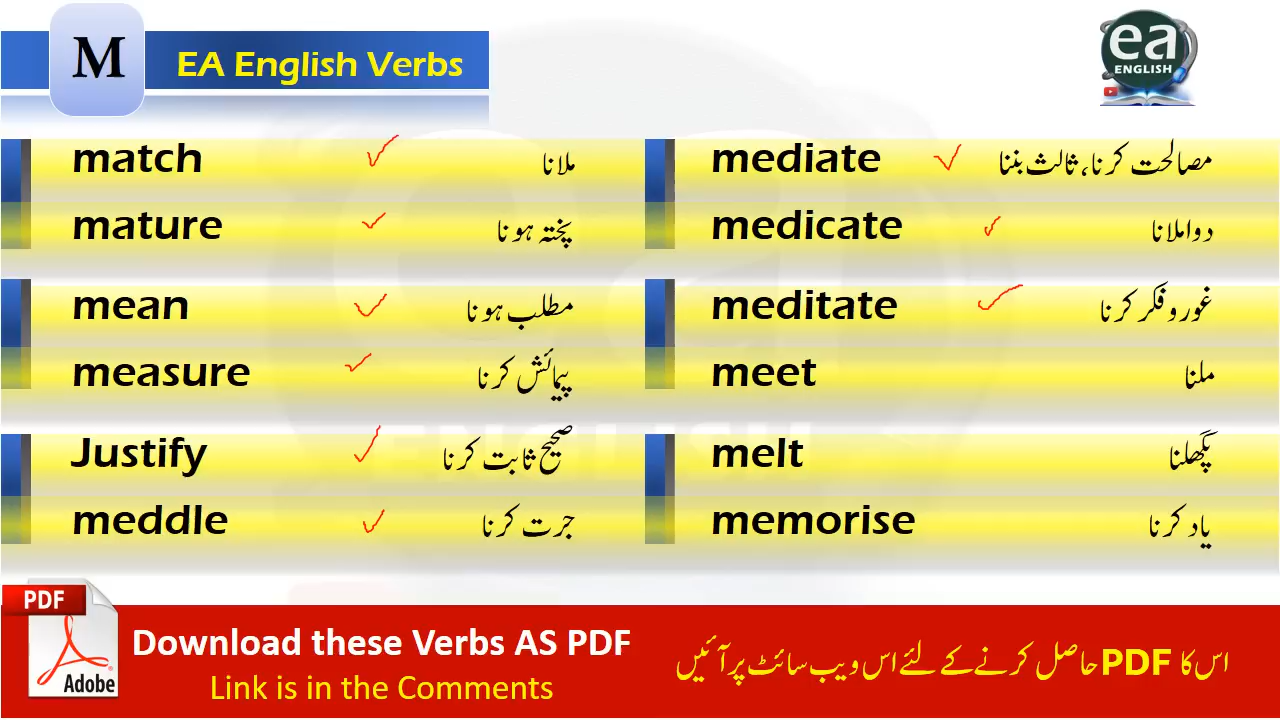 M
EA English Verbs
ea
ENGLISH
match ملانا
mature پختہ ہونا
mean مطلب ہونا
measure پیمائش کرنا
Justify صحیح ثابت کرنا
meddle جرت کرنا
mediate مصالحت کرنا، ثالث بننا
medicate دوا ملانا
meditate غور و فکر کرنا
meet ملنا
melt پگھلنا
memorise یاد کرنا
PDF
Adobe
Download these Verbs AS PDF
Link is in the Comments
اس کا PDF حاصل کرنے کے لئے اس ویب سائٹ پر آئیں